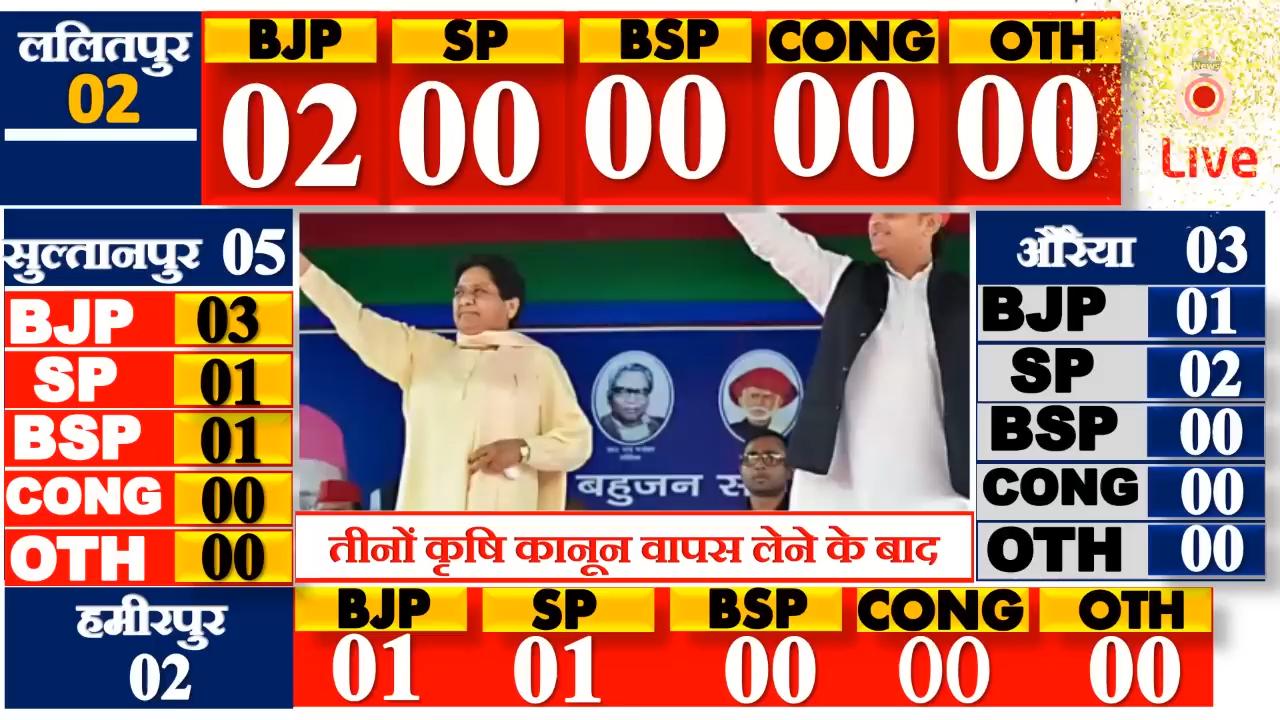 ललितपुर
02
BJP SP BSP CONG OTH
02 00 00 00 00
News
Live
सुल्तानपुर 05
BJP 03
SP 01
BSP 01
CONG 00
OTH 00
बहुजन स
तीनों कृषि कानून वापस लेने के बाद
औरैया 03
BJP 01
SP 02
BSP 00
CONG 00
OTH 00
हमीरपुर
02
BJP SP BSP CONG OTH
01 01 00 00 00